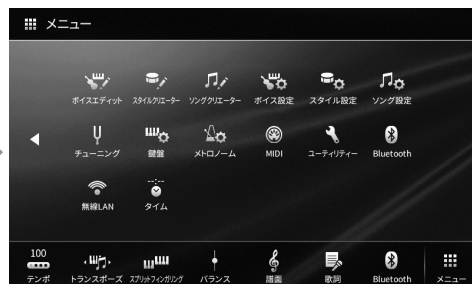 メニュー
ボイスエディット スタイルクリエーター ソングクリエーター ボイス設定 スタイル設定 ソング設定
チューニング 鍵盤 メトロノーム MIDI ユーティリティー Bluetooth
無線LAN タイム
100
テンポ トランスポーズ スプリットフィンガリング バランス 譜面 歌詞 Bluetooth メニュー